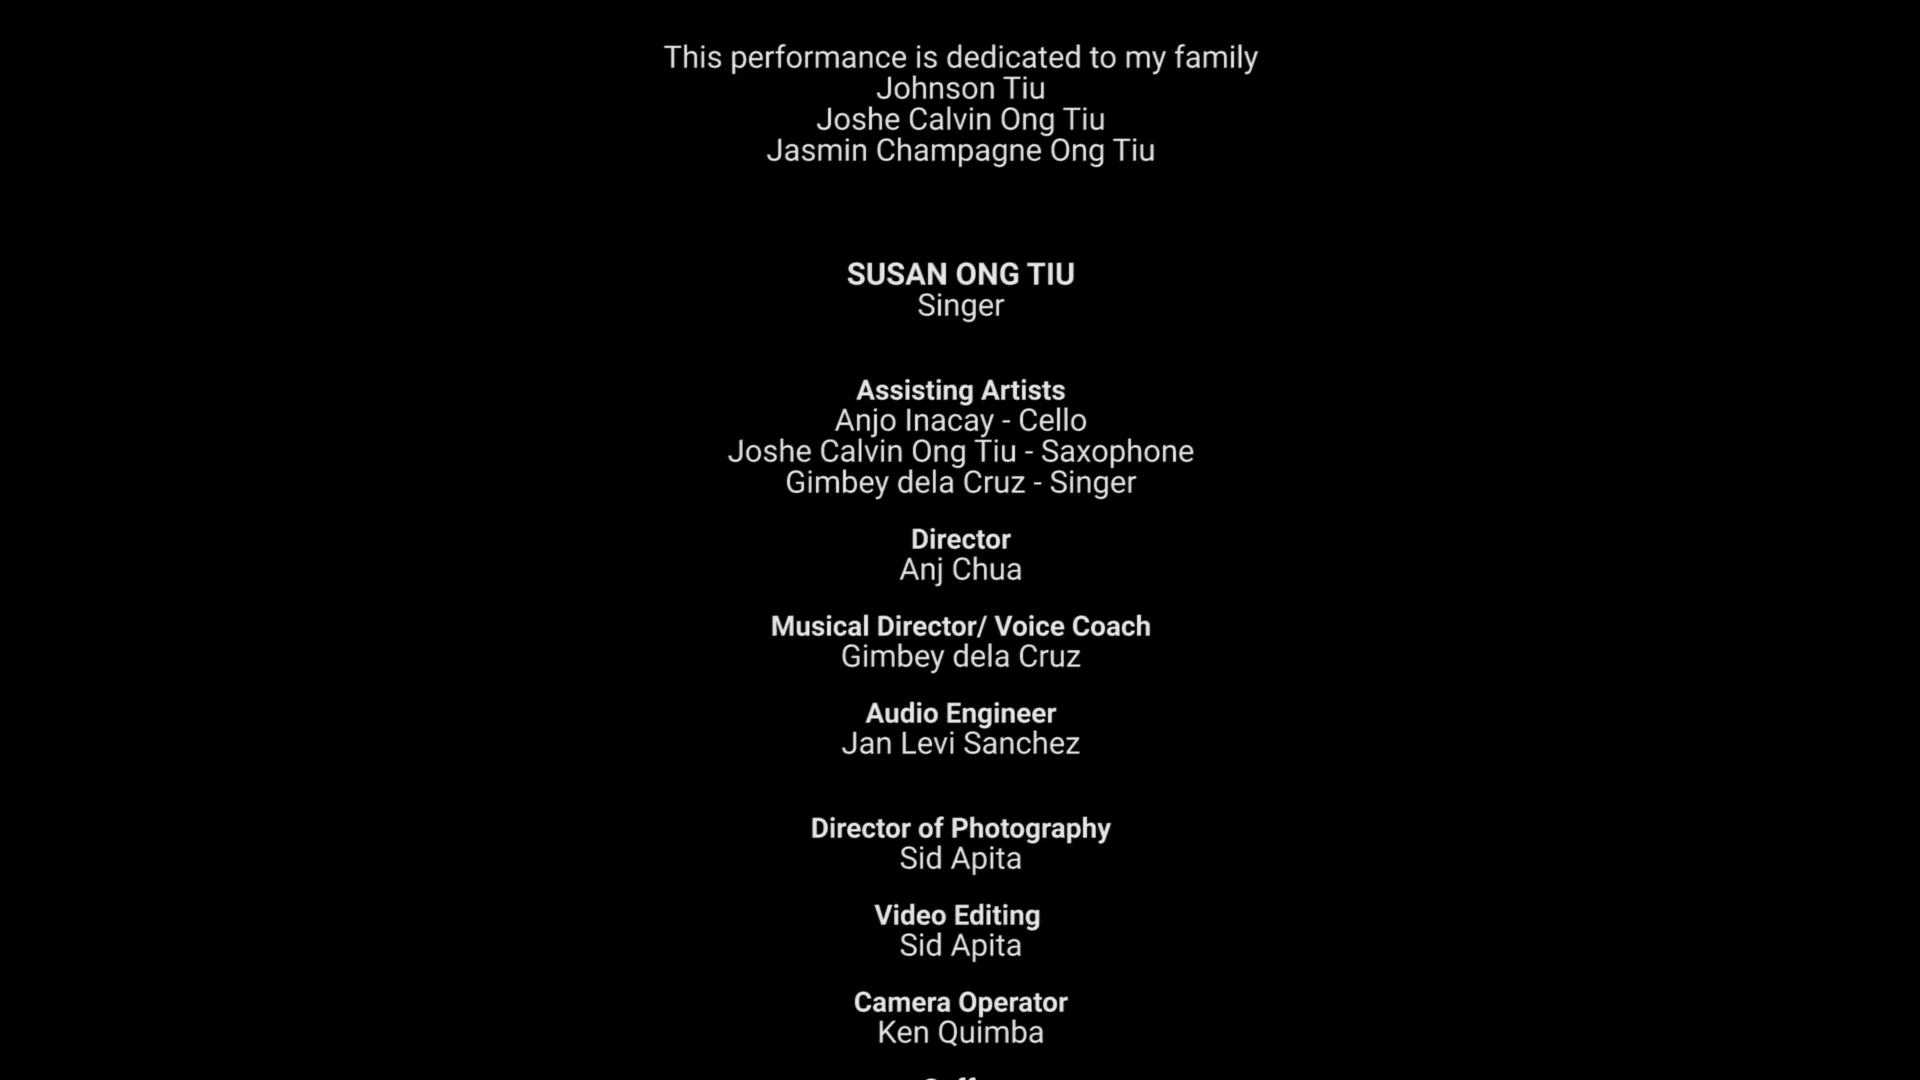 This performance is dedicated to my family
Johnson Tiu
Joshe Calvin Ong Tiu
Jasmin Champagne Ong Tiu
SUSAN ONG TIU
Singer
Assisting Artists
Anjo Inacay - Cello
Joshe Calvin Ong Tiu - Saxophone
Gimbey dela Cruz - Singer
Director
Anj Chua
Musical Director/ Voice Coach
Gimbey dela Cruz
Audio Engineer
Jan Levi Sanchez
Director of Photography
Sid Apita
Video Editing
Sid Apita
Camera Operator
Ken Quimba